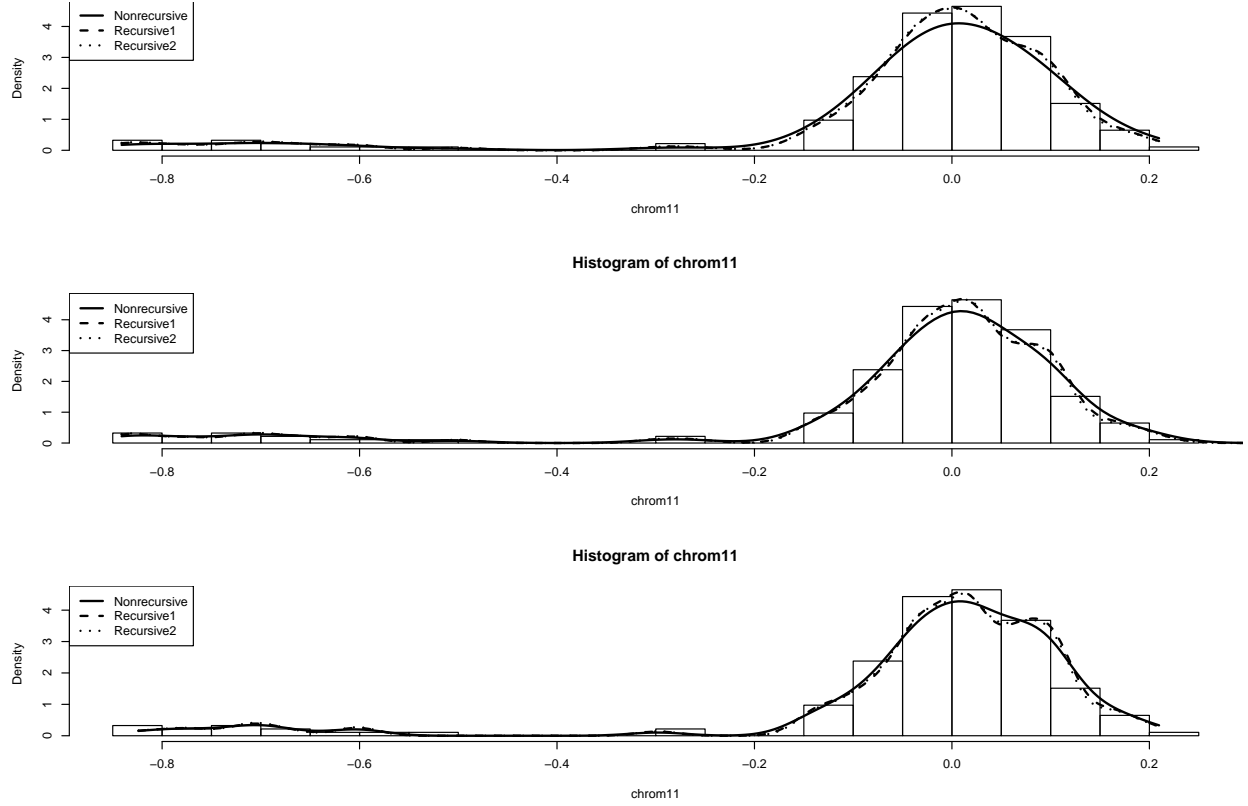 Nonrecursive
Recursive1
Recursive2
Density
0 1 2 3 4
−0.8 −0.6 −0.4 −0.2 0.0 0.2
chrom11
Histogram of chrom11
Nonrecursive
Recursive1
Recursive2
Density
0 1 2 3 4
−0.8 −0.6 −0.4 −0.2 0.0 0.2
chrom11
Histogram of chrom11
Nonrecursive
Recursive1
Recursive2
Density
0 1 2 3 4
−0.8 −0.6 −0.4 −0.2 0.0 0.2
chrom11